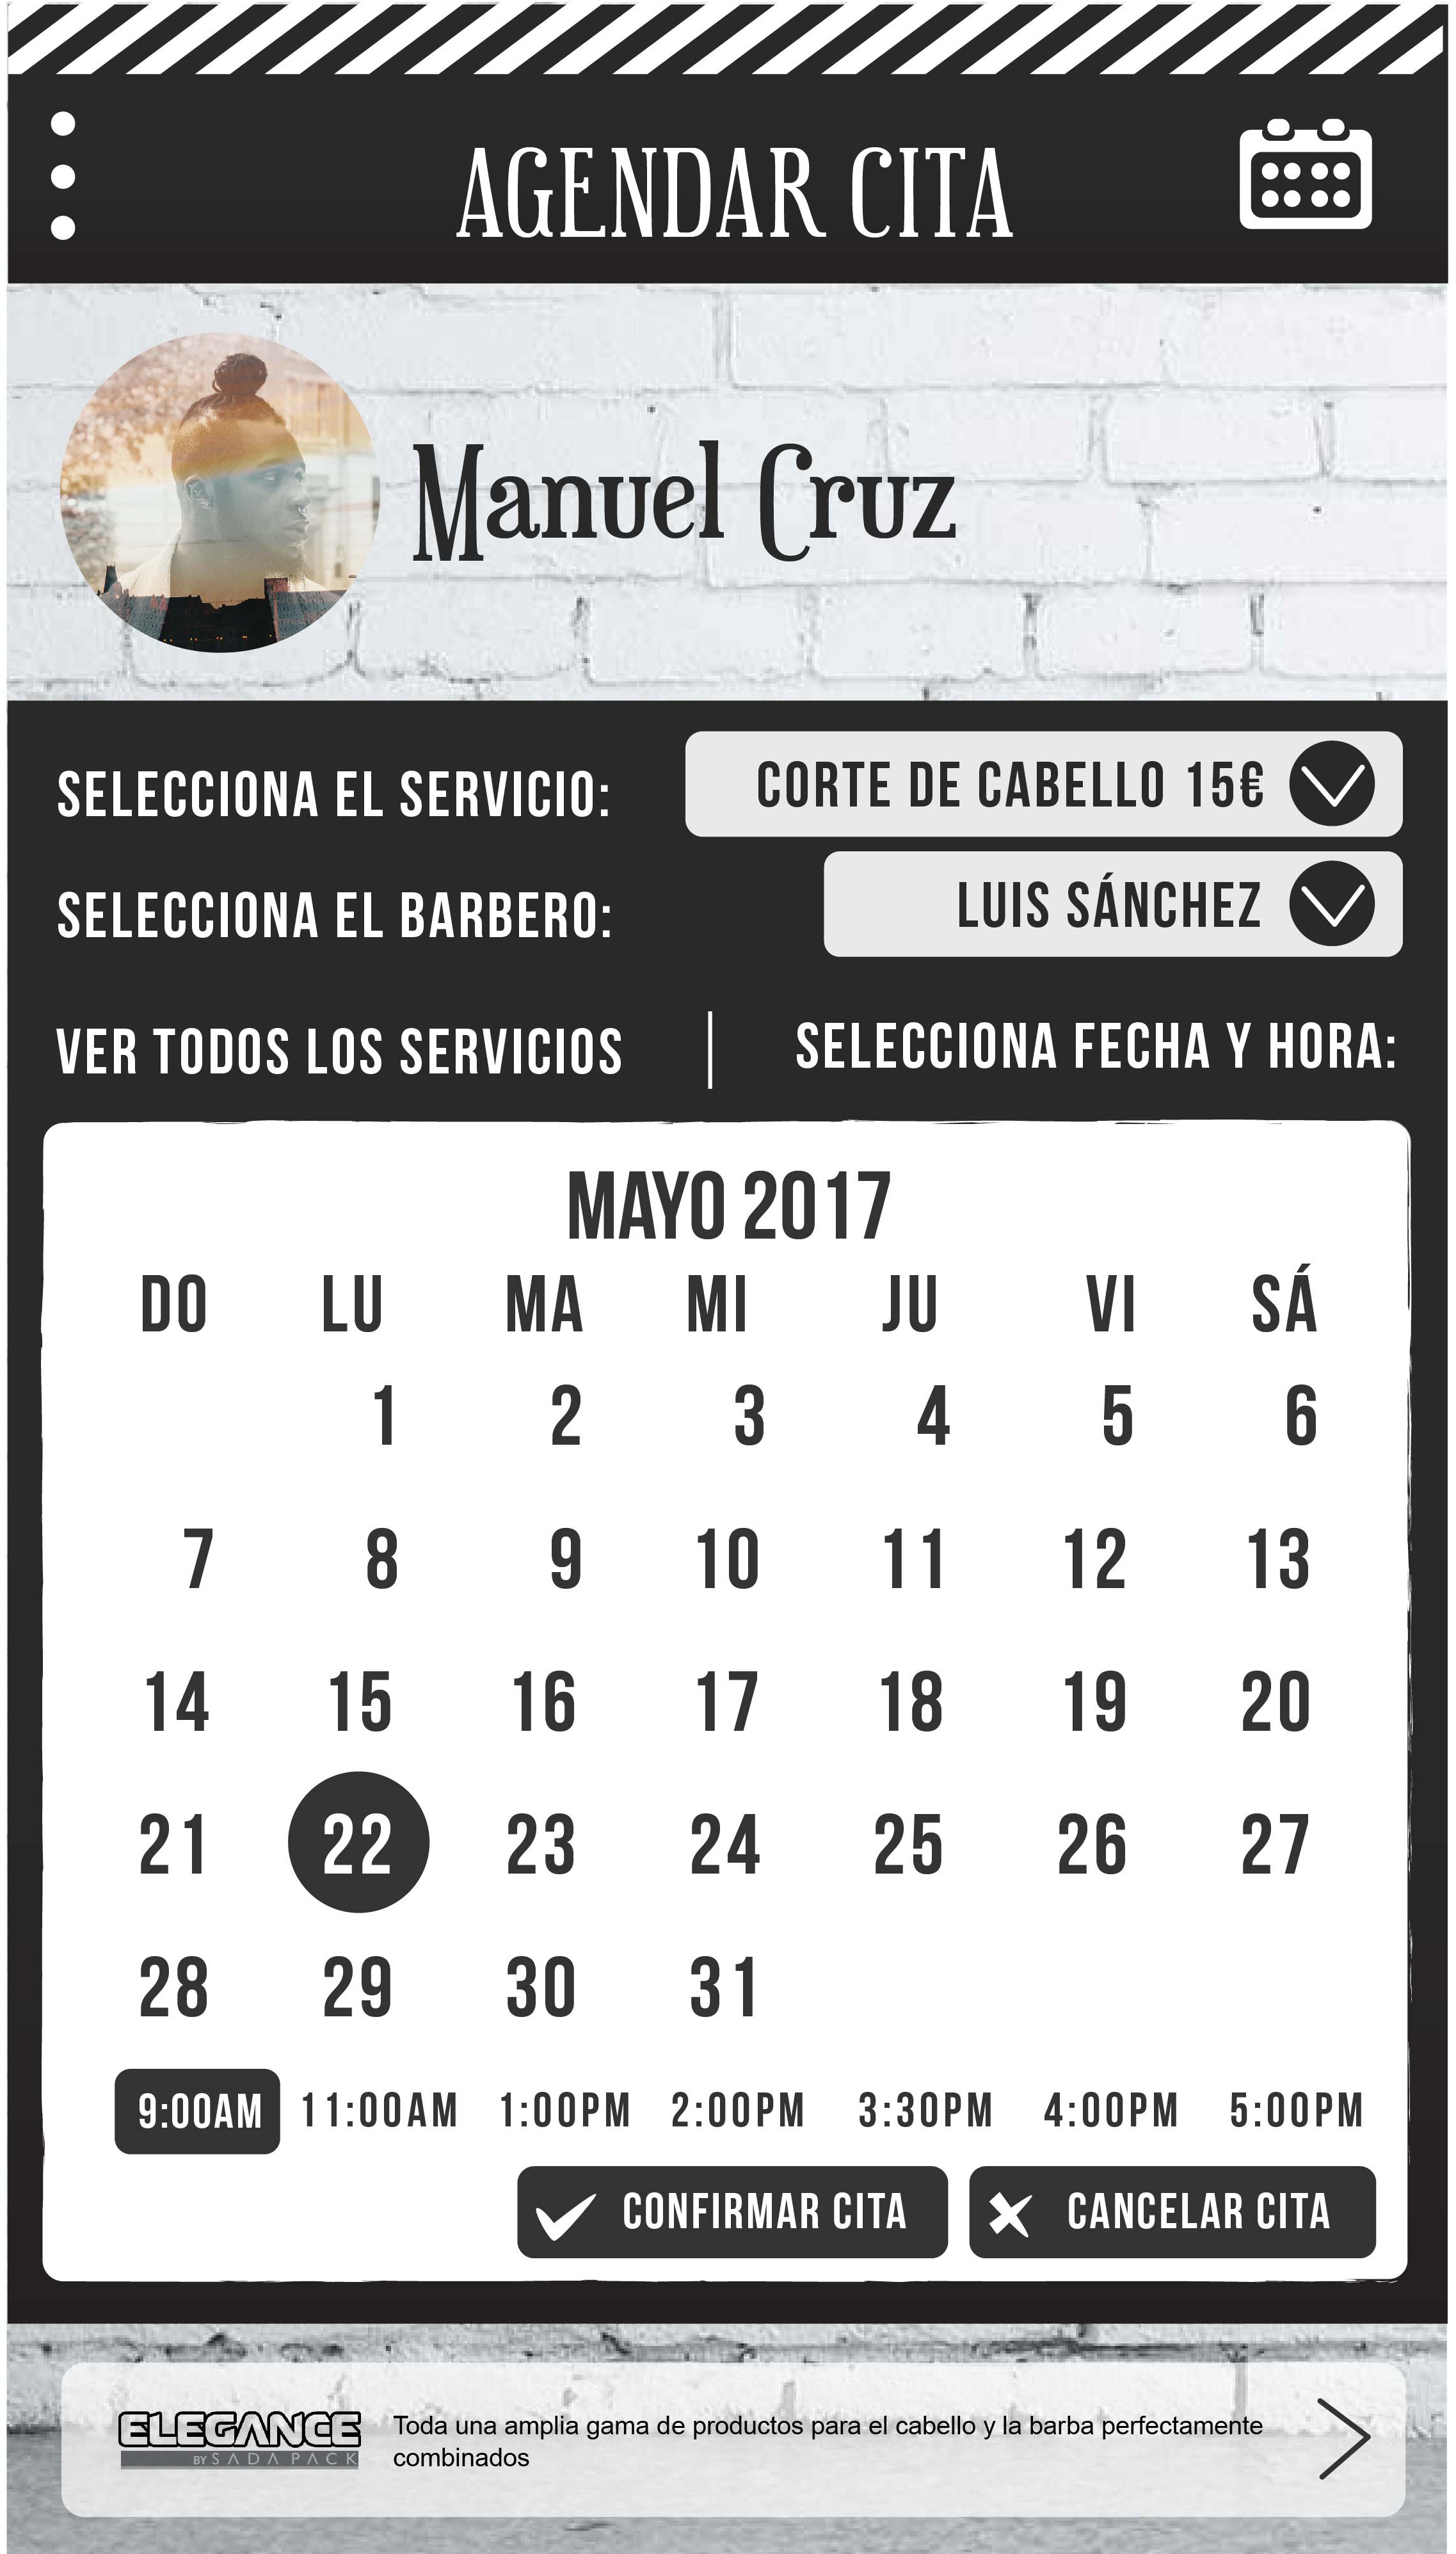 AGENDAR CITA
Manuel Cruz
SELECCIONA EL SERVICIO:
CORTE DE CABELLO 15€
SELECCIONA EL BARBERO:
LUIS SÁNCHEZ
VER TODOS LOS SERVICIOS
SELECCIONA FECHA Y HORA:
MAYO 2017
DO LU MA MI JU VI SÁ
1 2 3 4 5 6
7 8 9 10 11 12 13
14 15 16 17 18 19 20
21 22 23 24 25 26 27
28 29 30 31
9:00AM 11:00AM 1:00PM 2:00PM 3:30PM 4:00PM 5:00PM
CONFIRMAR CITA
CANCELAR CITA
ELEGANCE
BY SADA PACK
Toda una amplia gama de productos para el cabello y la barba perfectamente
combinados